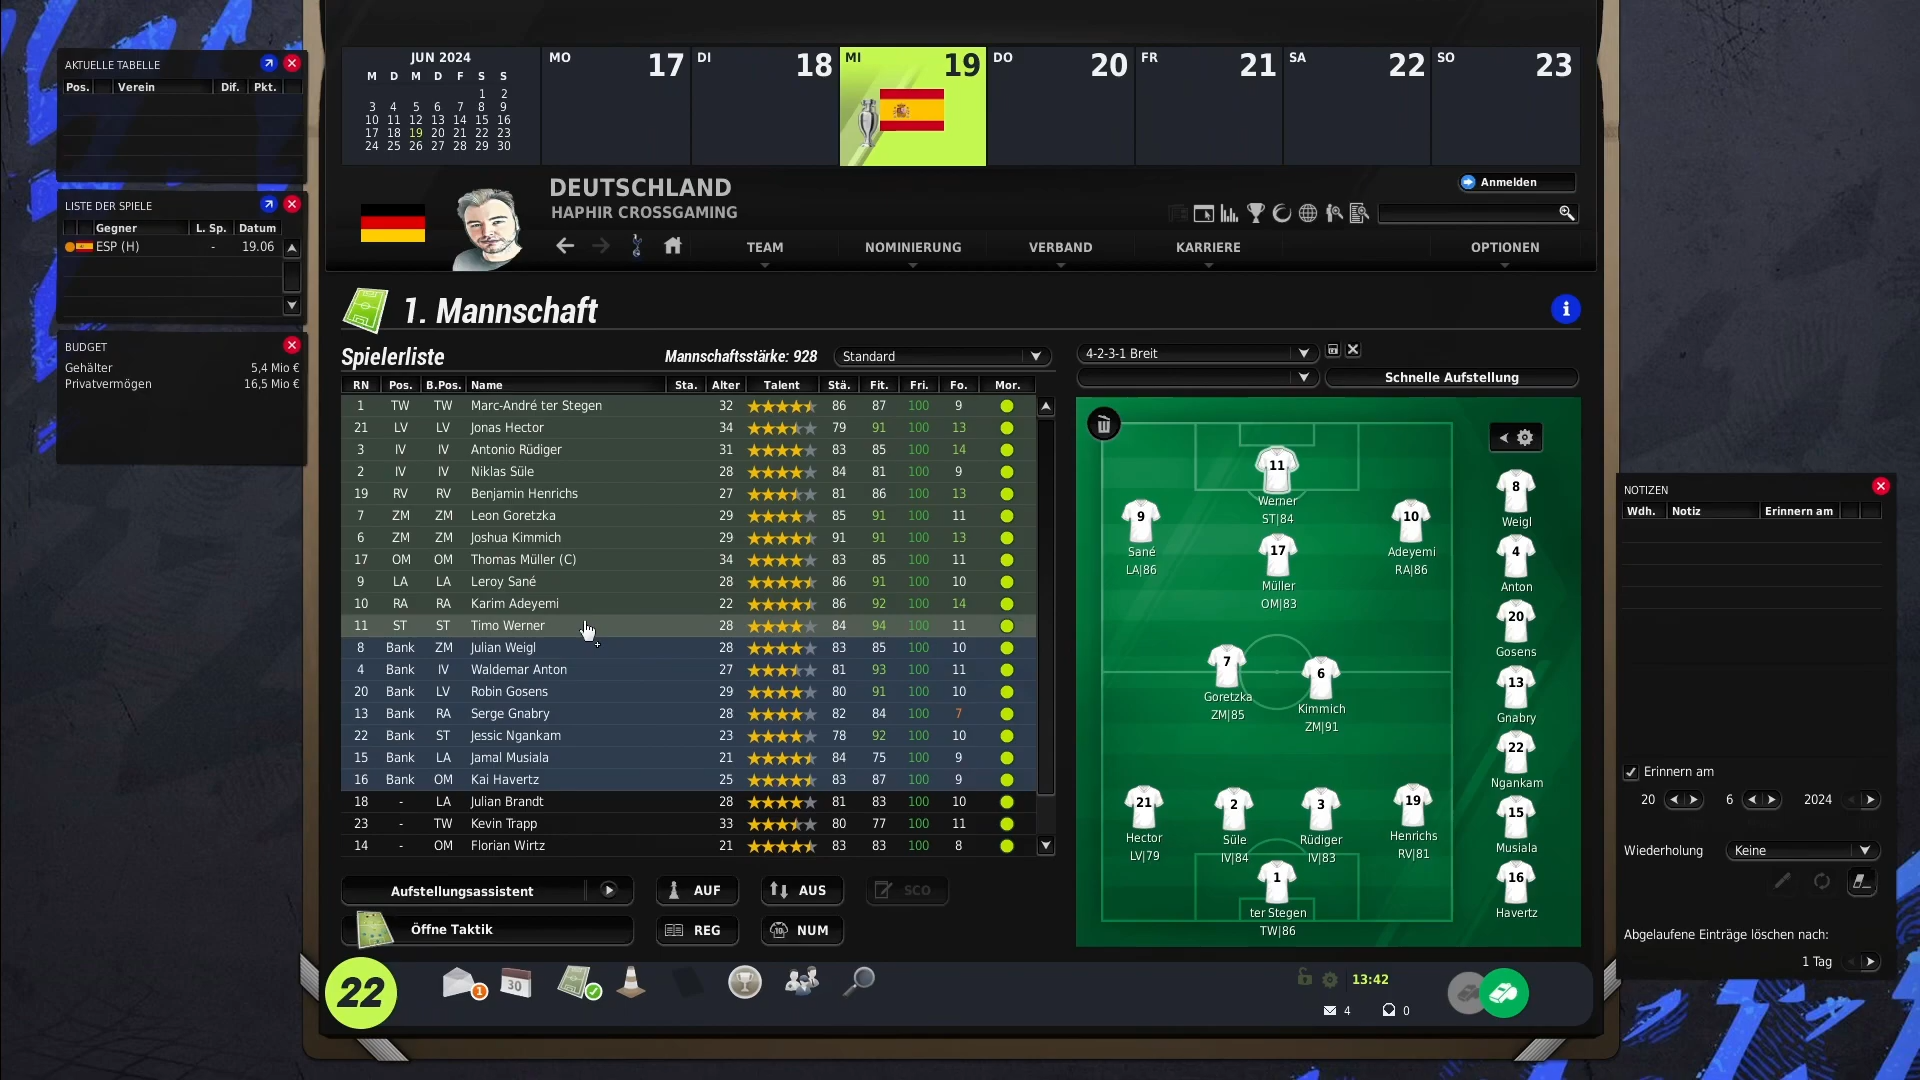 AKTUELLE TABELLE
Pos. Verein Dif. Pkt.
LISTE DER SPIELE
Gegner L. Sp. Datum
ESP (H) - 19.06
BUDGET
Gehälter 5,4 Mio €
Privatvermögen 16,5 Mio €
JUN 2024
M D M D F S S
1 2
3 4 5 6 7 8 9
10 11 12 13 14 15 16
17 18 19 20 21 22 23
24 25 26 27 28 29 30
MO 17 DI 18 MI 19 DO 20 FR 21 SA 22 SO 23
DEUTSCHLAND
HAPHIR CROSSGAMING
Anmelden
TEAM NOMINIERUNG VERBAND KARRIERE OPTIONEN
1. Mannschaft
Spielerliste Mannschaftsstärke: 928 Standard
RN Pos. B.Pos. Name Sta. Alter Talent Stä. Fit. Fri. Fo. Mor.
1 TW TW Marc-André ter Stegen 32 86 87 100 9
21 LV LV Jonas Hector 34 79 91 100 13
3 IV IV Antonio Rüdiger 31 83 85 100 14
2 IV IV Niklas Süle 28 84 81 100 9
19 RV RV Benjamin Henrichs 27 81 86 100 13
7 ZM ZM Leon Goretzka 29 85 91 100 11
6 ZM ZM Joshua Kimmich 29 91 91 100 13
17 OM OM Thomas Müller (C) 34 83 85 100 11
9 LA LA Leroy Sané 28 86 91 100 10
10 RA RA Karim Adeyemi 22 86 92 100 14
11 ST ST Timo Werner 28 84 94 100 11
8 Bank ZM Julian Weigl 28 83 85 100 10
4 Bank IV Waldemar Anton 27 81 93 100 11
20 Bank LV Robin Gosens 29 80 91 100 10
13 Bank RA Serge Gnabry 28 82 84 100 7
22 Bank ST Jessic Ngankam 23 78 92 100 10
15 Bank LA Jamal Musiala 21 84 75 100 9
16 Bank OM Kai Havertz 25 83 87 100 9
18 - LA Julian Brandt 28 81 83 100 10
23 - TW Kevin Trapp 33 80 77 100 11
14 - OM Florian Wirtz 21 83 83 100 8
Aufstellungsassistent AUF AUS SCO
Öffne Taktik REG NUM
4-2-3-1 Breit
Schnelle Aufstellung
11
Werner
ST|84
9
Sané
LA|86
17
Müller
OM|83
10
Adeyemi
RA|86
7
Goretzka
ZM|85
6
Kimmich
ZM|91
21
Hector
LV|79
2
Süle
IV|84
3
Rüdiger
IV|83
19
Henrichs
RV|81
1
ter Stegen
TW|86
8
Weigl
4
Anton
20
Gosens
13
Gnabry
22
Ngankam
15
Musiala
16
Havertz
NOTIZEN
Wdh. Notiz Erinnern am
Erinnern am
20 6 2024
Wiederholung Keine
Abgelaufene Einträge löschen nach:
1 Tag
22 1 30
13:42
4 0